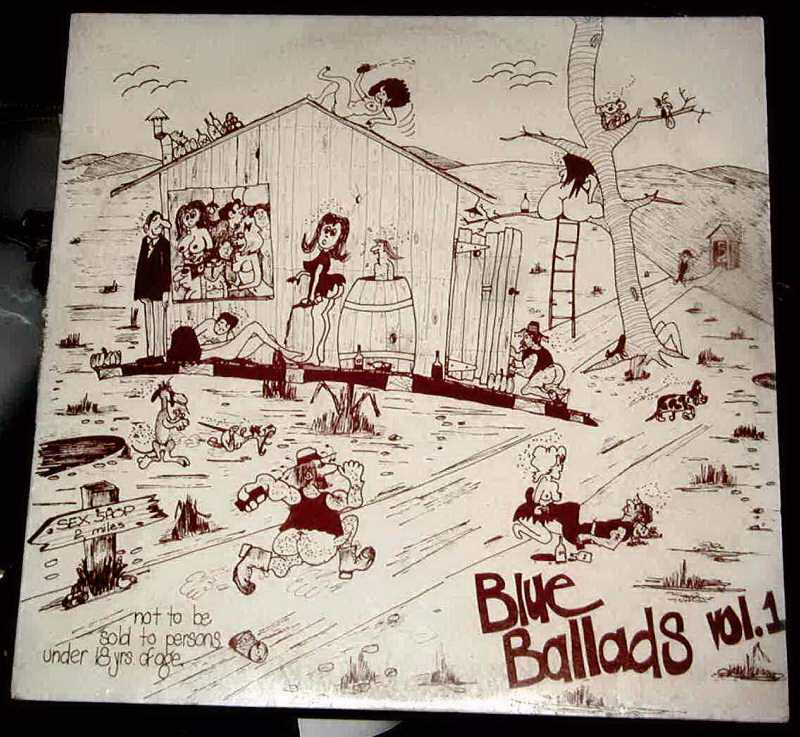 SEX SHOP
2 miles
not to be
sold to persons
under 18 yrs. of age.
Blue
Ballads vol. 1